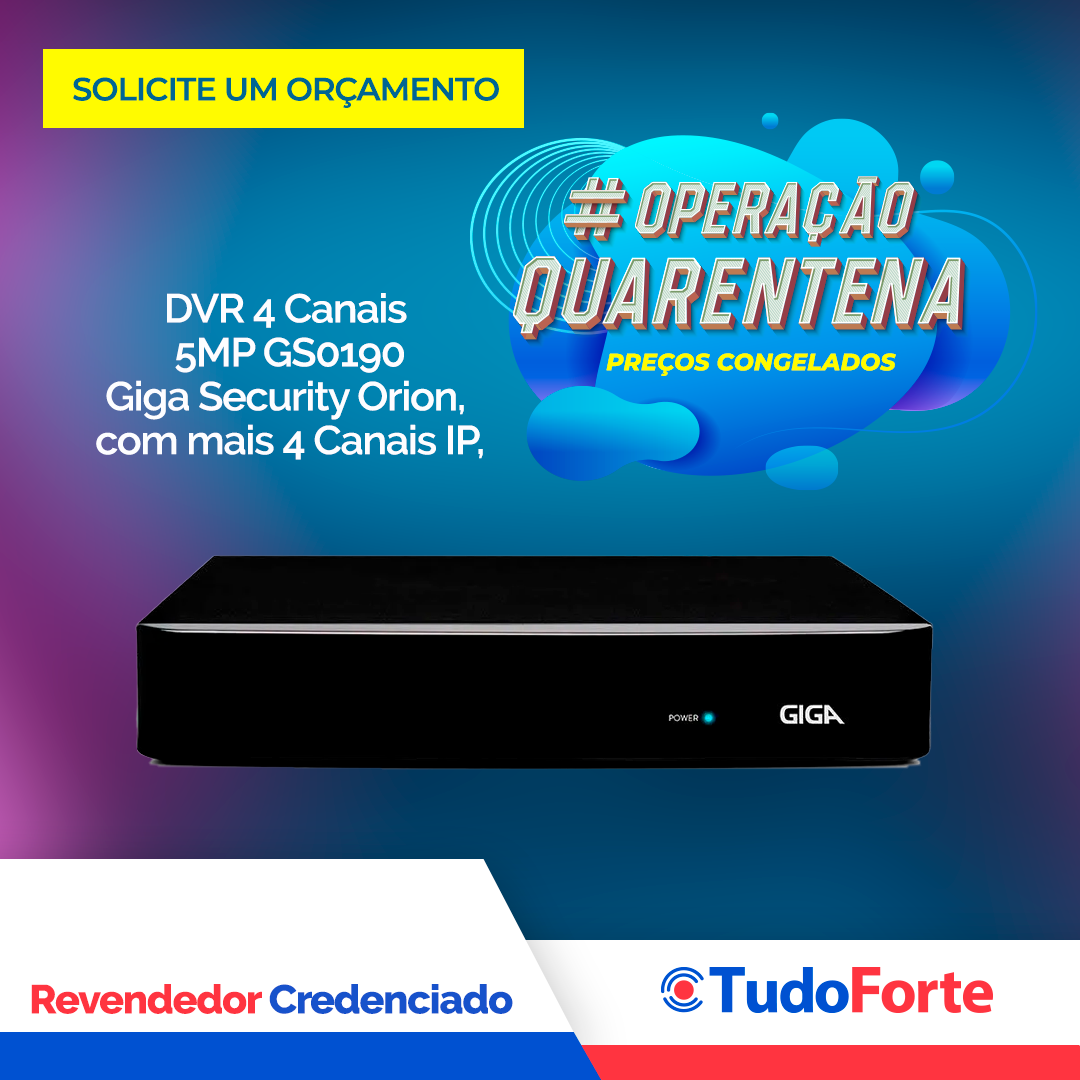 SOLICITE UM ORÇAMENTO
#OPERAÇÃO
QUARENTENA
PREÇOS CONGELADOS
DVR 4 Canais
5MP GS0190
Giga Security Orion,
com mais 4 Canais IP,
POWER
GIGA
Revendedor Credenciado
TudoForte